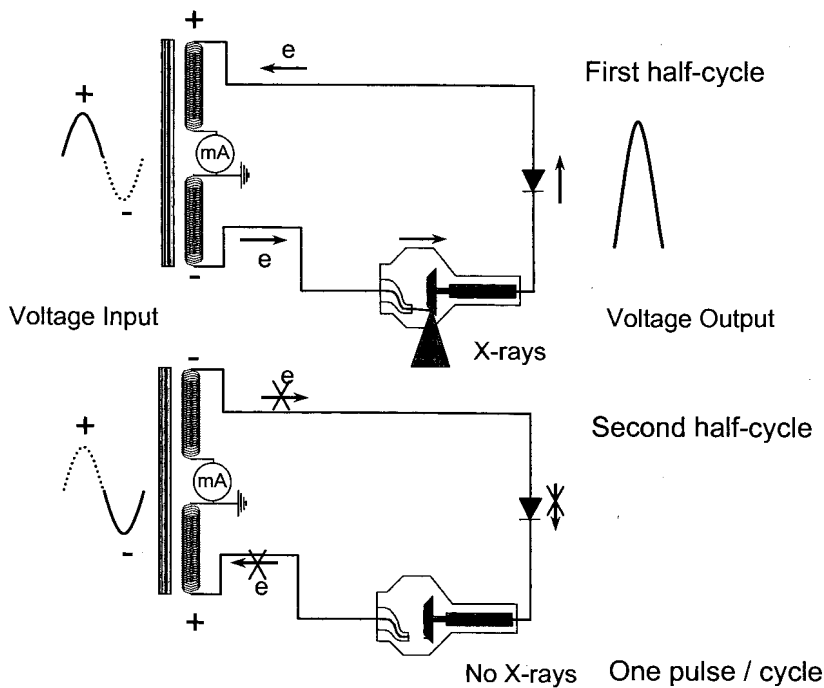 +
e
First half-cycle
+
mA
-
e
-
Voltage Input
Voltage Output
X-rays
-
e
Second half-cycle
+
mA
-
e
+
No X-rays
One pulse / cycle